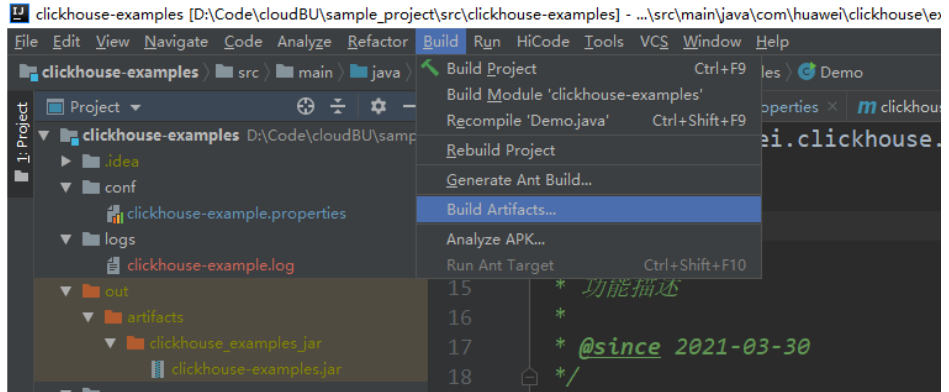 clickhouse-examples [D:\Code\cloudBU\sample_project\src\clickhouse-examples] - ...\src\main\java\com\huawei\clickhouse\ex
File Edit View Navigate Code Analyze Refactor Build Run HiCode Tools VCS Window Help
clickhouse-examples src main java les Demo
Build Project Ctrl+F9
Build Module 'clickhouse-examples'
Recompile 'Demo.java' Ctrl+Shift+F9
Rebuild Project
Generate Ant Build...
Build Artifacts...
Analyze APK...
Run Ant Target Ctrl+Shift+F10
1: Project
Project
clickhouse-examples D:\Code\cloudBU\samp
.idea
conf
clickhouse-example.properties
logs
clickhouse-example.log
out
artifacts
clickhouse_examples_jar
clickhouse-examples.jar
operties × m clickhous
ei.clickhouse.
15 * 功能描述
16 *
17 * @since 2021-03-30
18 */